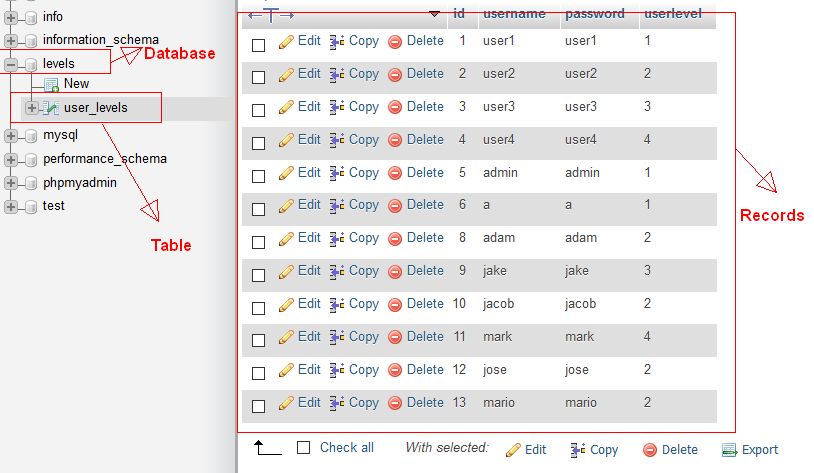 info
information_schema
Database
levels
New
user_levels
mysql
performance_schema
phpmyadmin
test
Table
id username password userlevel
Edit Copy Delete 1 user1 user1 1
Edit Copy Delete 2 user2 user2 2
Edit Copy Delete 3 user3 user3 3
Edit Copy Delete 4 user4 user4 4
Edit Copy Delete 5 admin admin 1
Edit Copy Delete 6 a a 1
Edit Copy Delete 8 adam adam 2
Edit Copy Delete 9 jake jake 3
Edit Copy Delete 10 jacob jacob 2
Edit Copy Delete 11 mark mark 4
Edit Copy Delete 12 jose jose 2
Edit Copy Delete 13 mario mario 2
Records
Check all With selected: Edit Copy Delete Export